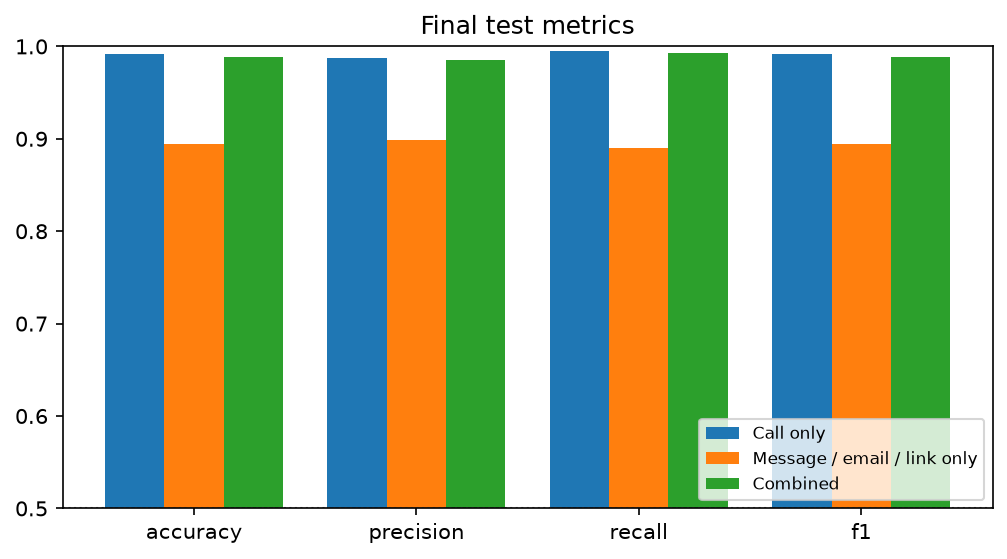 Final test metrics
1.0
0.9
0.8
0.7
0.6
0.5
Call only
Message / email / link only
Combined
accuracy
precision
recall
f1